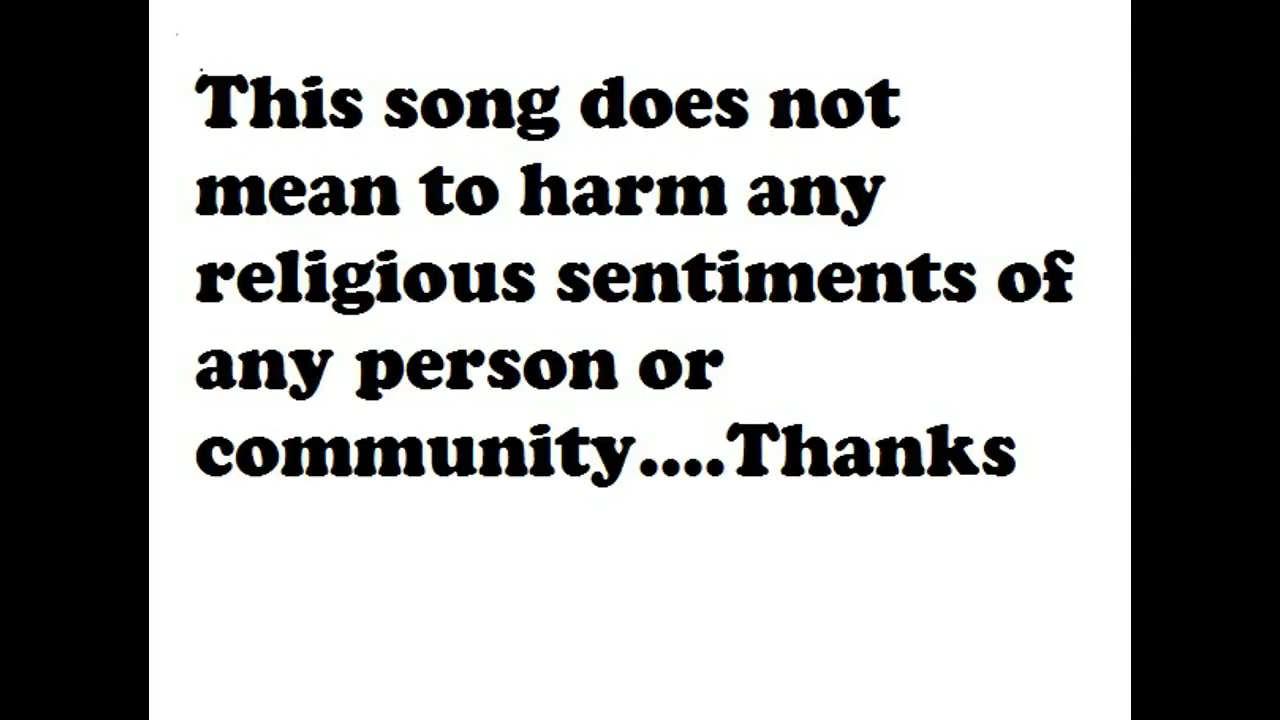 This song does not
mean to harm any
religious sentiments of
any person or
community....Thanks